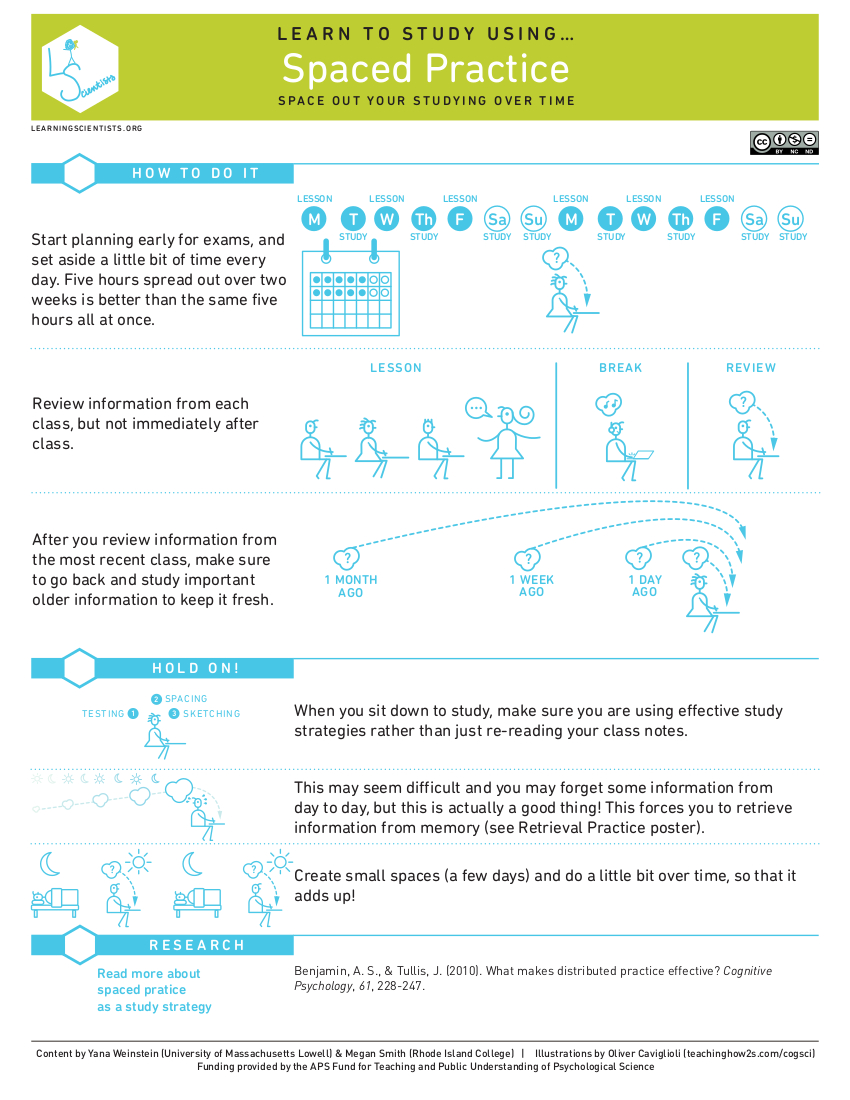 LEARN TO STUDY USING…
Spaced Practice
SPACE OUT YOUR STUDYING OVER TIME
LS
cientists
LEARNINGSCIENTISTS.ORG
cc
BY NC ND
HOW TO DO IT
Start planning early for exams, and
set aside a little bit of time every
day. Five hours spread out over two
weeks is better than the same five
hours all at once.
LESSON LESSON LESSON LESSON LESSON LESSON
M T W Th F Sa Su M T W Th F Sa Su
STUDY STUDY STUDY STUDY STUDY STUDY STUDY STUDY
?
Review information from each
class, but not immediately after
class.
LESSON BREAK REVIEW
...
?
After you review information from
the most recent class, make sure
to go back and study important
older information to keep it fresh.
? ? ? ?
1 MONTH
AGO
1 WEEK
AGO
1 DAY
AGO
HOLD ON!
2 SPACING
TESTING 1
3 SKETCHING
When you sit down to study, make sure you are using effective study
strategies rather than just re-reading your class notes.
This may seem difficult and you may forget some information from
day to day, but this is actually a good thing! This forces you to retrieve
information from memory (see Retrieval Practice poster).
? ?
Create small spaces (a few days) and do a little bit over time, so that it
adds up!
RESEARCH
Read more about
spaced pratice
as a study strategy
Benjamin, A. S., & Tullis, J. (2010). What makes distributed practice effective? Cognitive
Psychology, 61, 228-247.
Content by Yana Weinstein (University of Massachusetts Lowell) & Megan Smith (Rhode Island College) | Illustrations by Oliver Caviglioli (teachinghow2s.com/cogsci)
Funding provided by the APS Fund for Teaching and Public Understanding of Psychological Science